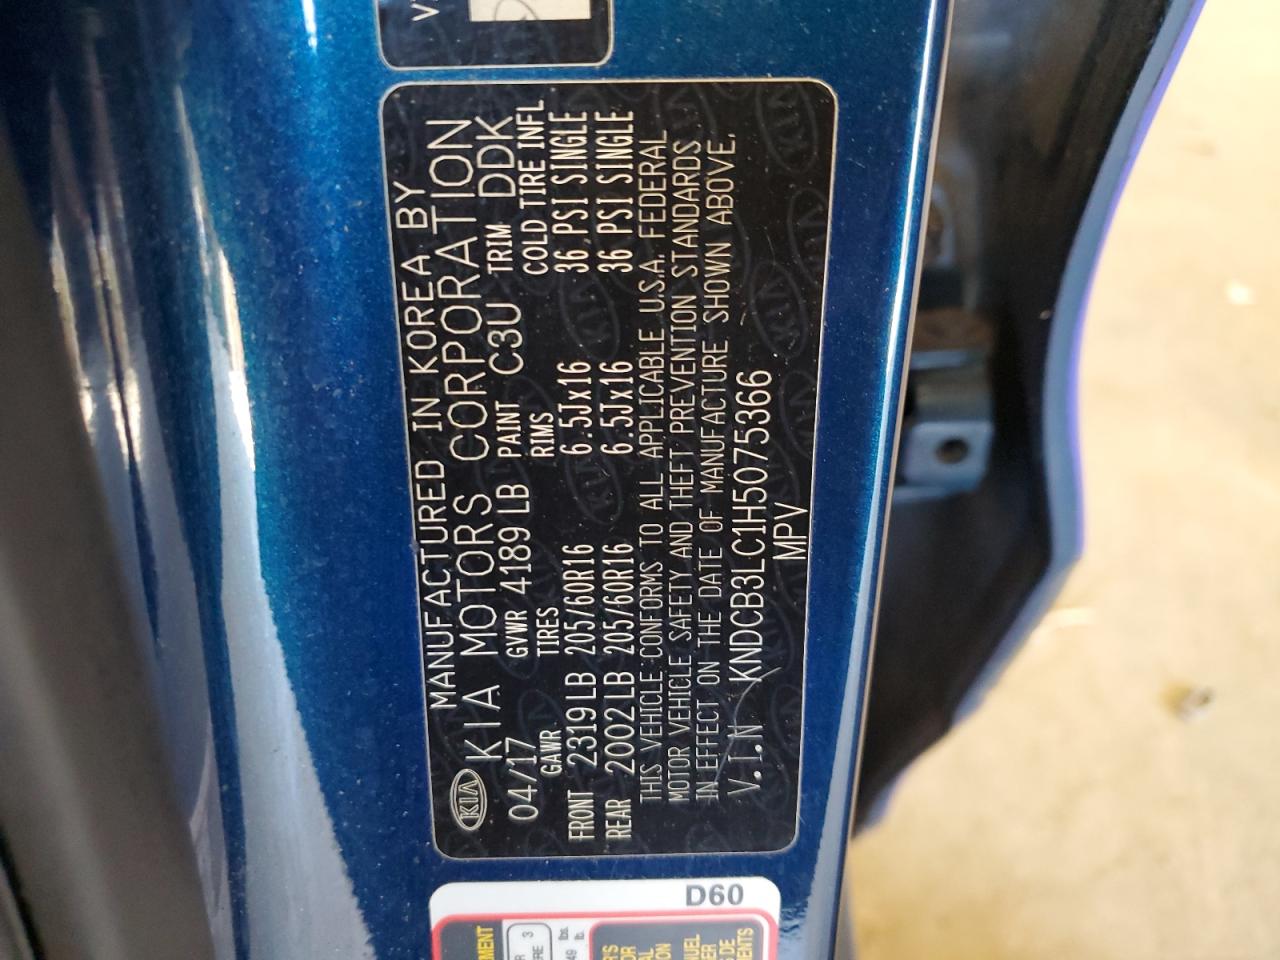 MANUFACTURED IN KOREA BY
KIA KIA MOTORS CORPORATION
04/17 GVWR 4189 LB PAINT C3U TRIM DDK
GAWR TIRES RIMS COLD TIRE INFL
FRONT 2319 LB 205/60R16 6.5Jx16 36 PSI SINGLE
REAR 2002 LB 205/60R16 6.5Jx16 36 PSI SINGLE
THIS VEHICLE CONFORMS TO ALL APPLICABLE U.S.A. FEDERAL
MOTOR VEHICLE SAFETY AND THEFT PREVENTION STANDARDS
IN EFFECT ON THE DATE OF MANUFACTURE SHOWN ABOVE.
V.I.N KNDCB3LC1H5075366
MPV
D60